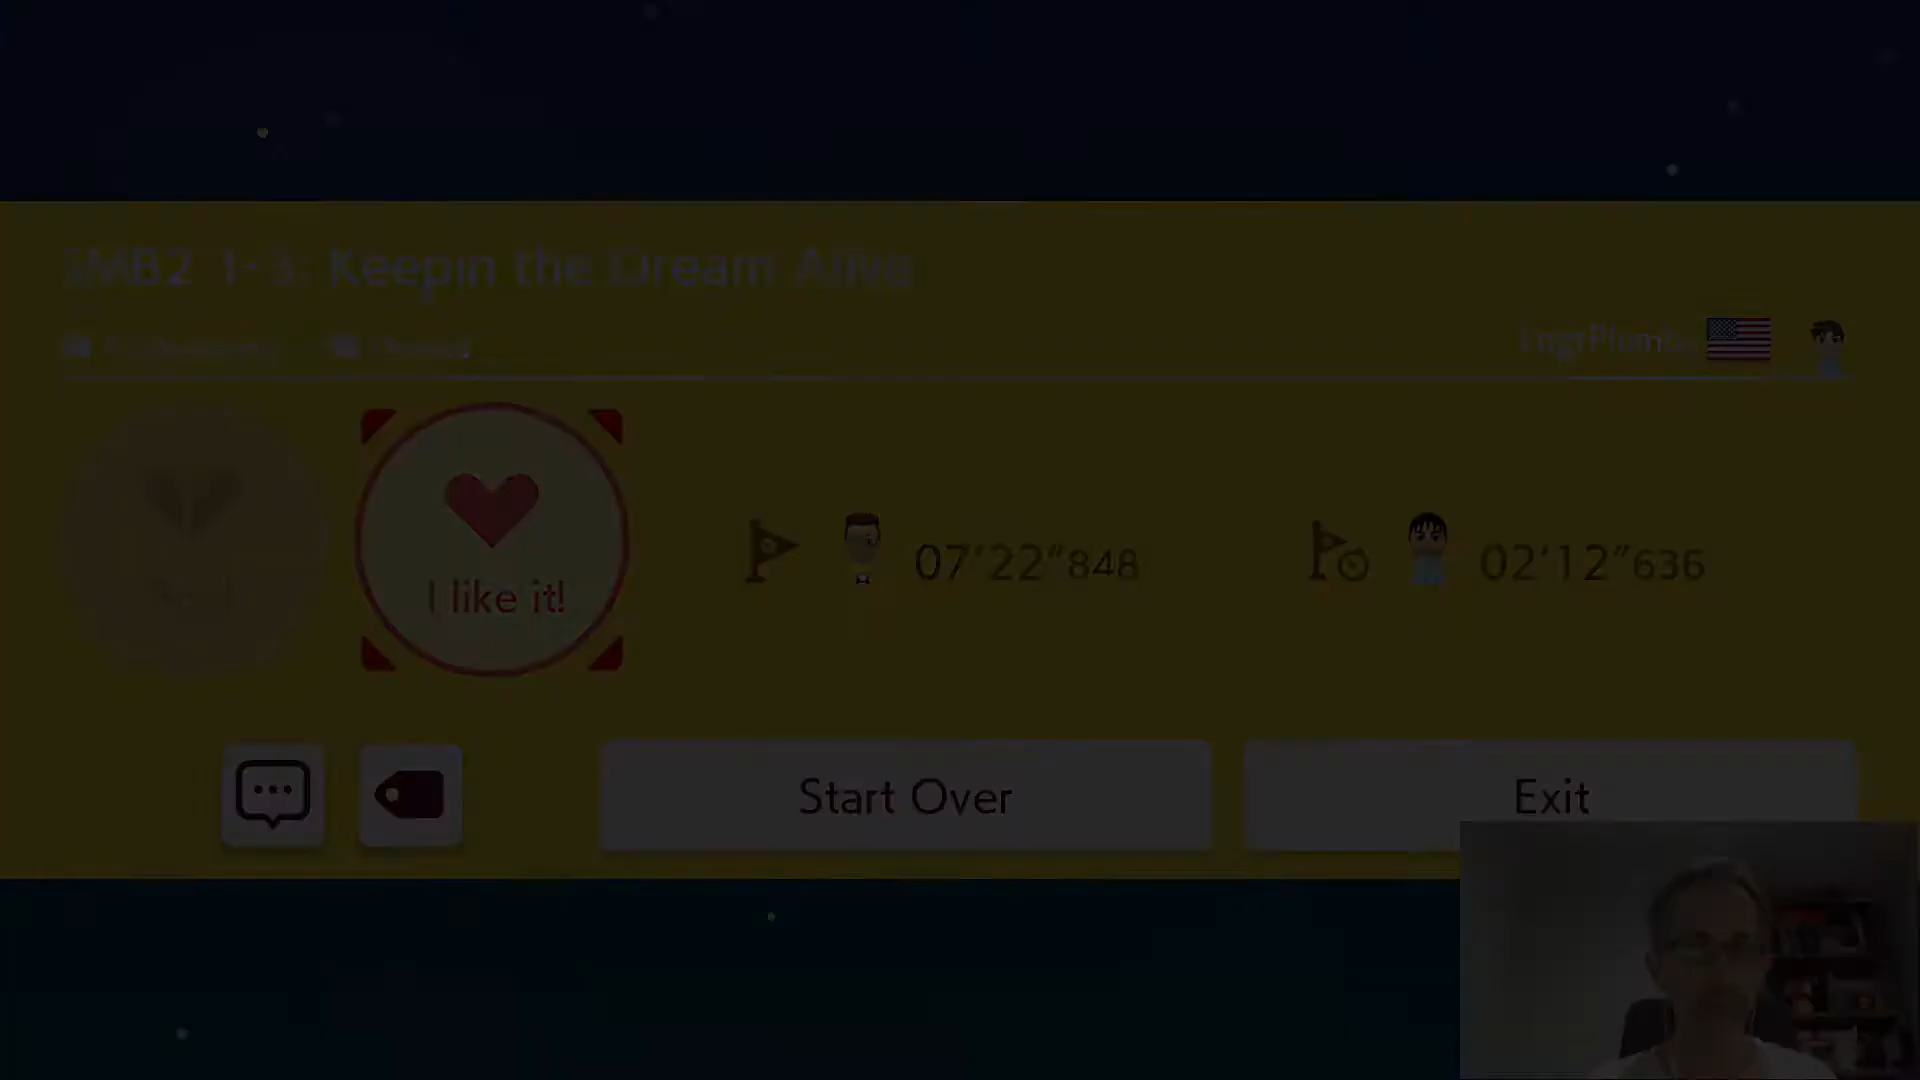 SMB2 1-3: Keepin the Dream Alive
I like it!
07'22"848
02'12"636
Start Over
Exit